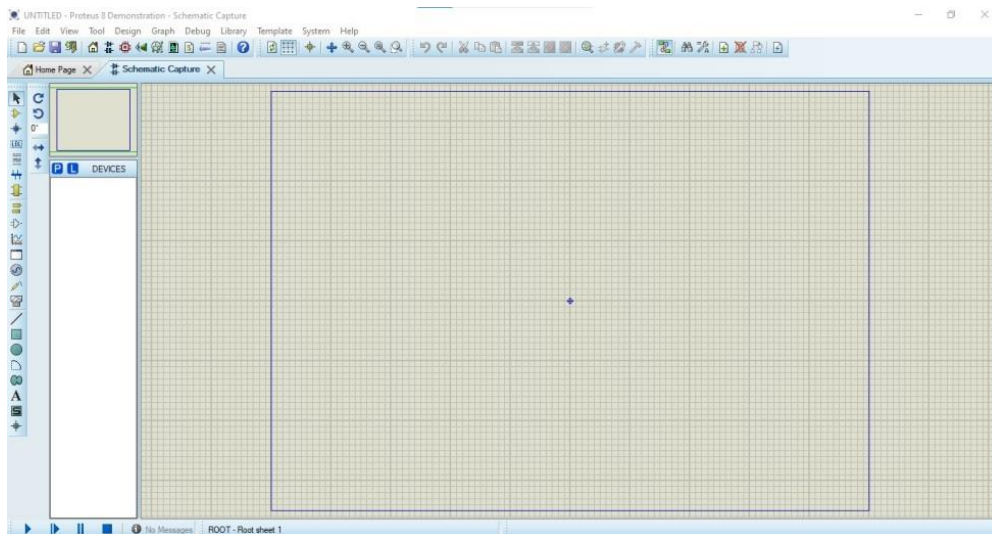 UNTITLED - Proteus 8 Demonstration - Schematic Capture
File Edit View Tool Design Graph Debug Library Template System Help
Home Page Schematic Capture
0°
LBL
P L DEVICES
A
S
No Messages ROOT - Root sheet 1